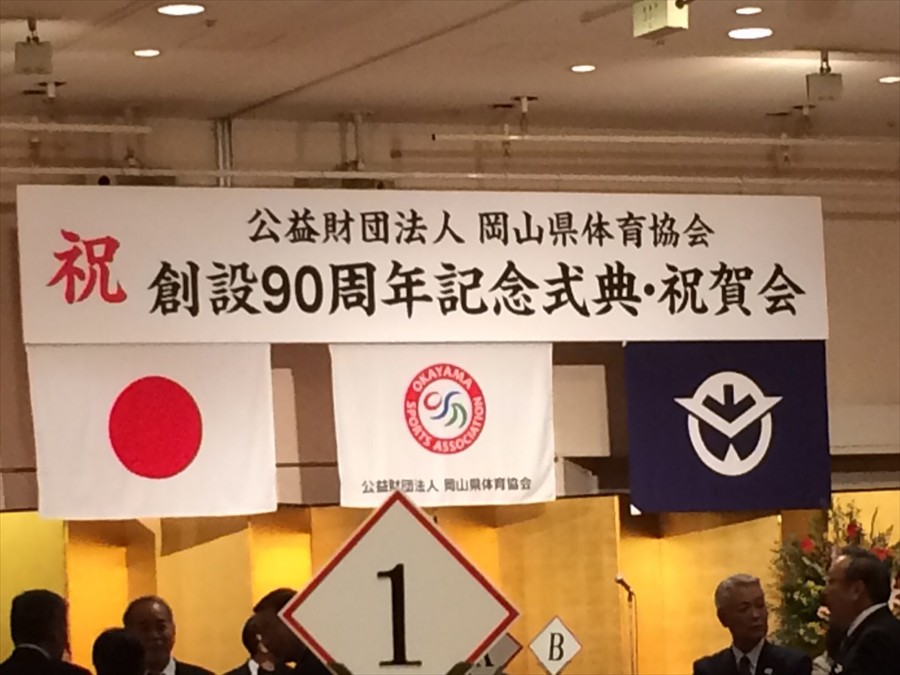 祝
公益財団法人 岡山県体育協会
創設90周年記念式典・祝賀会
OKAYAMA
SPORTS ASSOCIATION
公益財団法人 岡山県体育協会
1
A
B